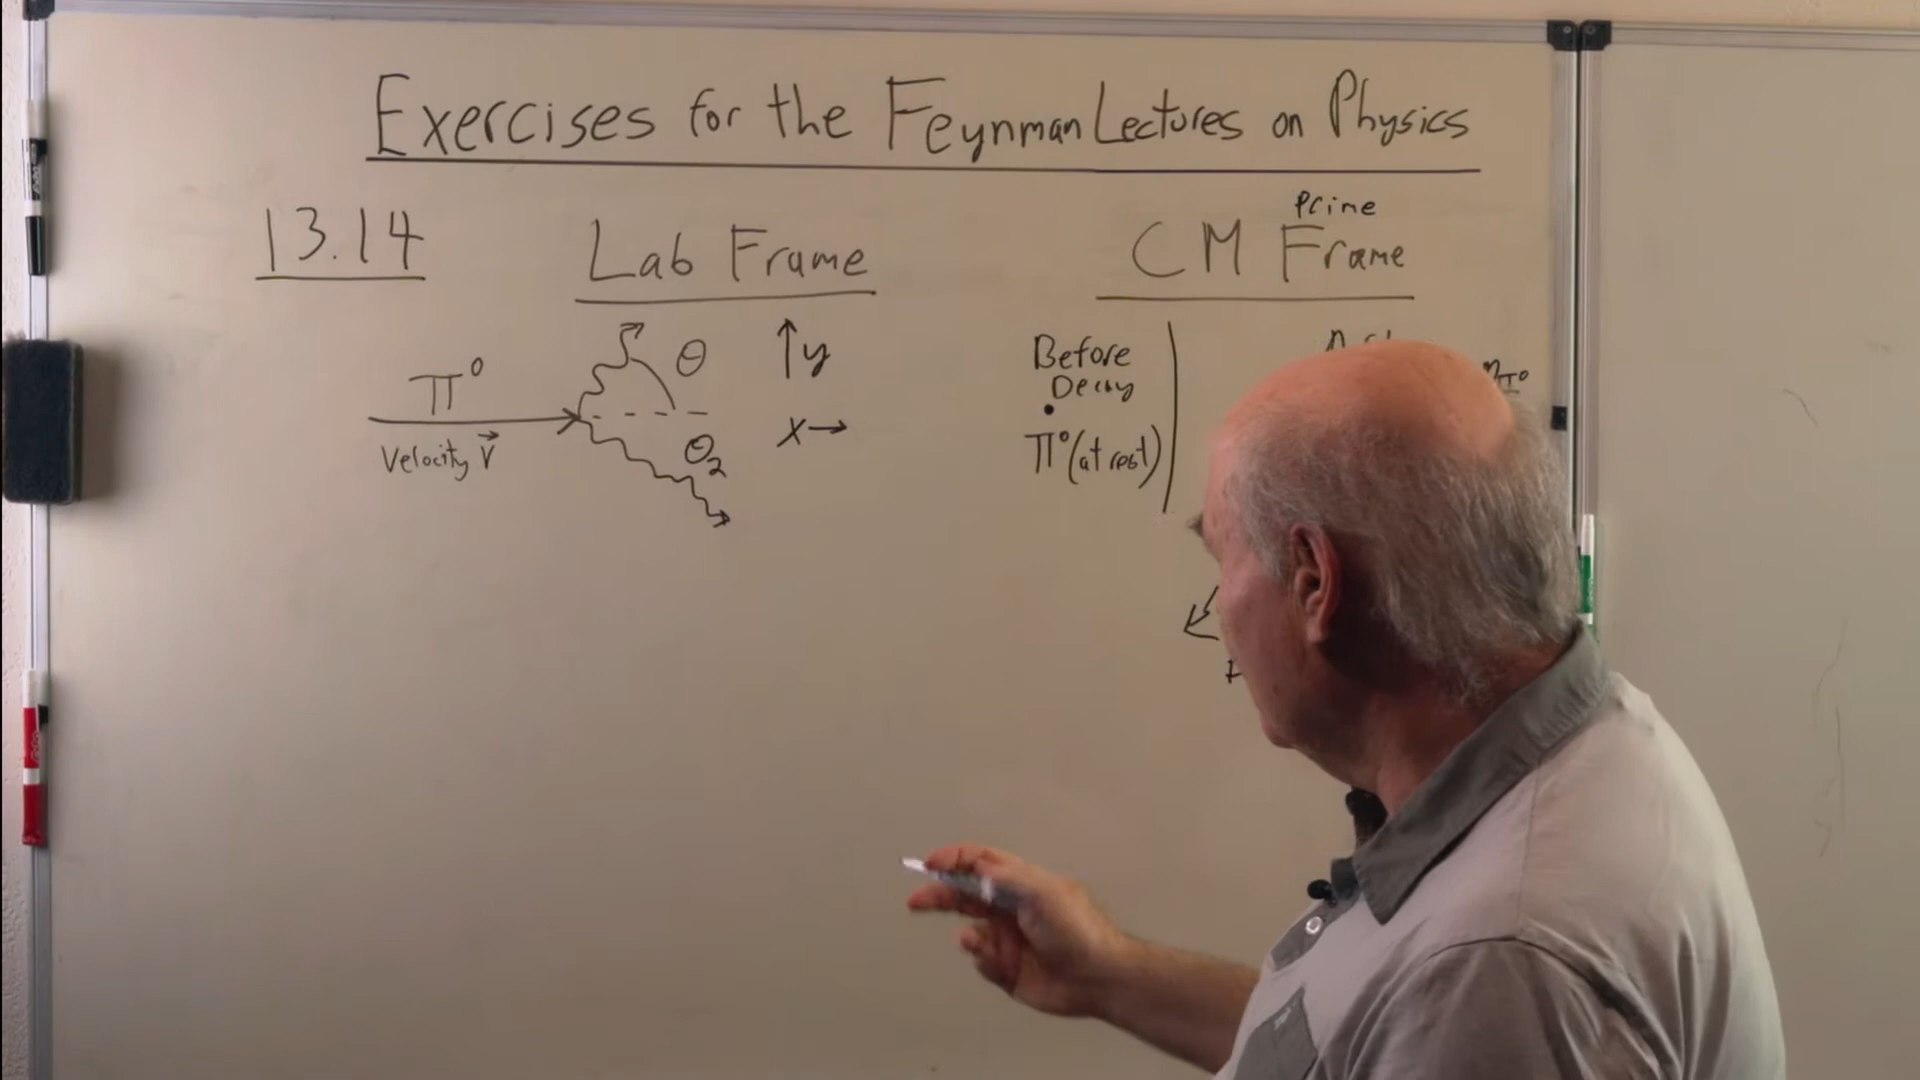 Exercises for the Feynman Lectures on Physics
13.14
Lab Frame
Prime
CM Frame
π⁰
Velocity v⃗
θ
θ₂
↑y
x→
Before
Decay
π⁰(at rest)
mπ⁰